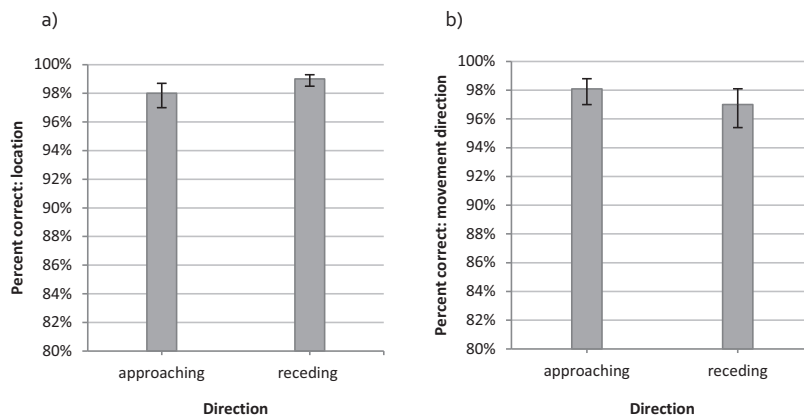 a)
100%
98%
96%
94%
92%
90%
88%
86%
84%
82%
80%
Percent correct: location
approaching receding
Direction
b)
100%
98%
96%
94%
92%
90%
88%
86%
84%
82%
80%
Percent correct: movement direction
approaching receding
Direction